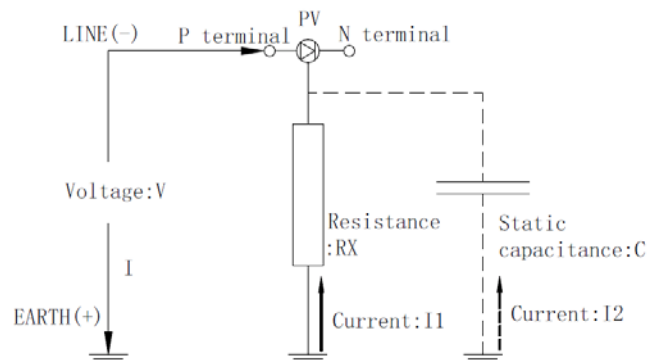 PV
LINE(-)
P terminal
N terminal
Voltage:V
Resistance
:RX
Static
capacitance:C
I
EARTH(+)
Current:I1
Current:I2